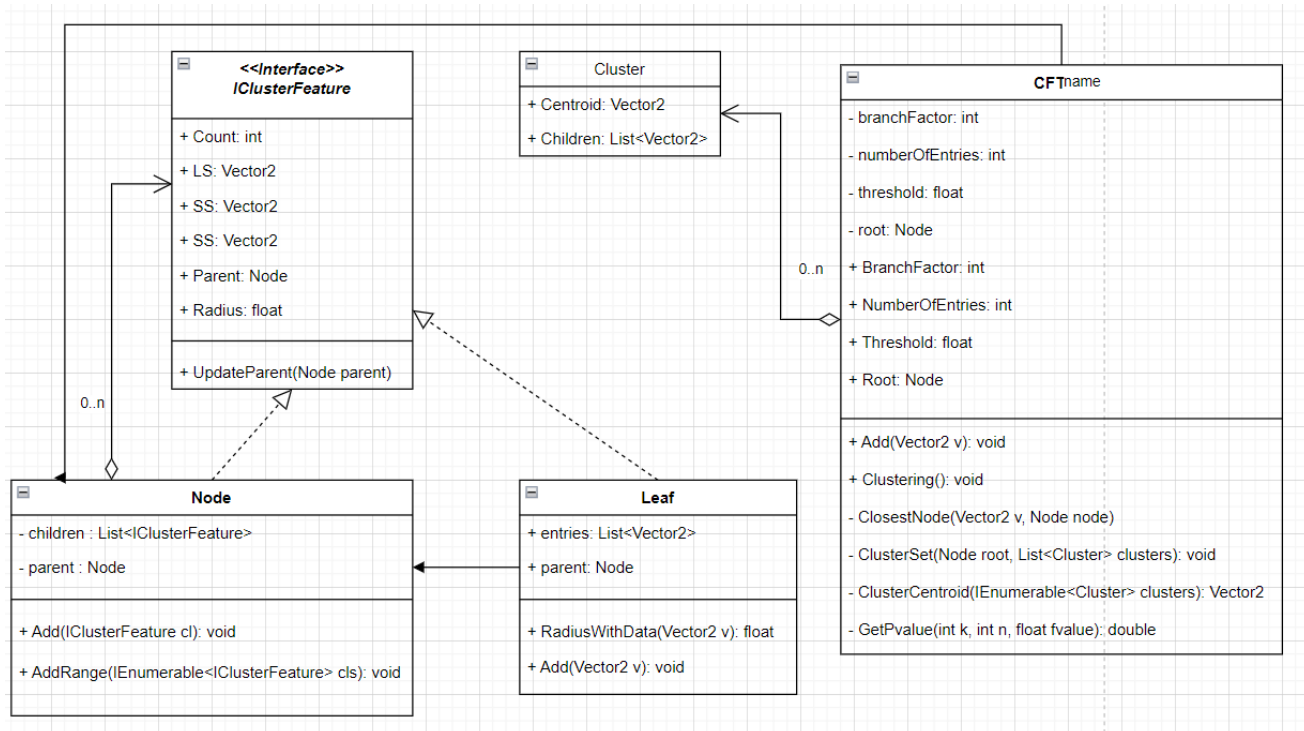 <<Interface>>
IClusterFeature
+ Count: int
+ LS: Vector2
+ SS: Vector2
+ SS: Vector2
+ Parent: Node
+ Radius: float
+ UpdateParent(Node parent)
Cluster
+ Centroid: Vector2
+ Children: List<Vector2>
CFTname
- branchFactor: int
- numberOfEntries: int
- threshold: float
- root: Node
+ BranchFactor: int
+ NumberOfEntries: int
+ Threshold: float
+ Root: Node
+ Add(Vector2 v): void
+ Clustering(): void
- ClosestNode(Vector2 v, Node node)
- ClusterSet(Node root, List<Cluster> clusters): void
- ClusterCentroid(IEnumerable<Cluster> clusters): Vector2
- GetPvalue(int k, int n, float fvalue): double
0..n
0..n
Node
- children : List<IClusterFeature>
- parent : Node
+ Add(IClusterFeature cl): void
+ AddRange(IEnumerable<IClusterFeature> cls): void
Leaf
+ entries: List<Vector2>
+ parent: Node
+ RadiusWithData(Vector2 v): float
+ Add(Vector2 v): void